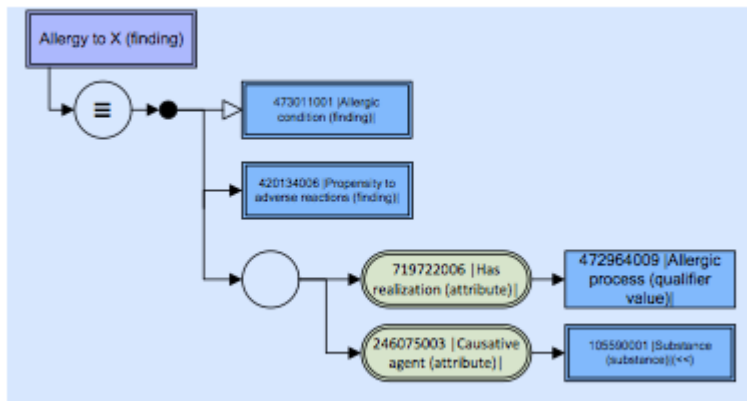 Allergy to X (finding)
≡
473011001 |Allergic
condition (finding)|
420134006 |Propensity to
adverse reactions (finding)|
719722006 |Has
realization (attribute)|
472964009 |Allergic
process (qualifier
value)|
246075003 |Causative
agent (attribute)|
105590001 |Substance
(substance)|(<<)